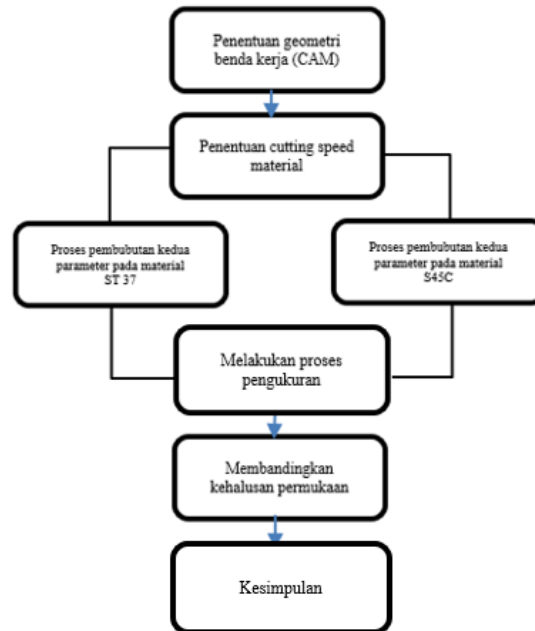 Penentuan geometri
benda kerja (CAM)
Penentuan cutting speed
material
Proses pembubutan kedua
parameter pada material
ST 37
Proses pembubutan kedua
parameter pada material
S45C
Melakukan proses
pengukuran
Membandingkan
kehalusan permukaan
Kesimpulan